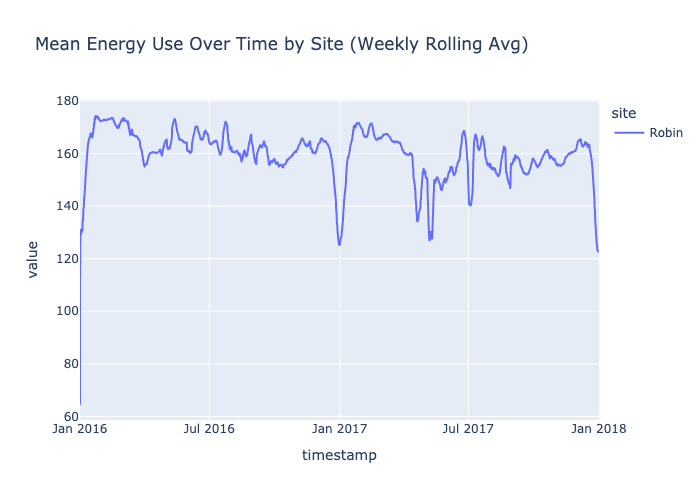 Mean Energy Use Over Time by Site (Weekly Rolling Avg)
site
Robin
value
180
160
140
120
100
80
60
Jan 2016
Jul 2016
Jan 2017
Jul 2017
Jan 2018
timestamp